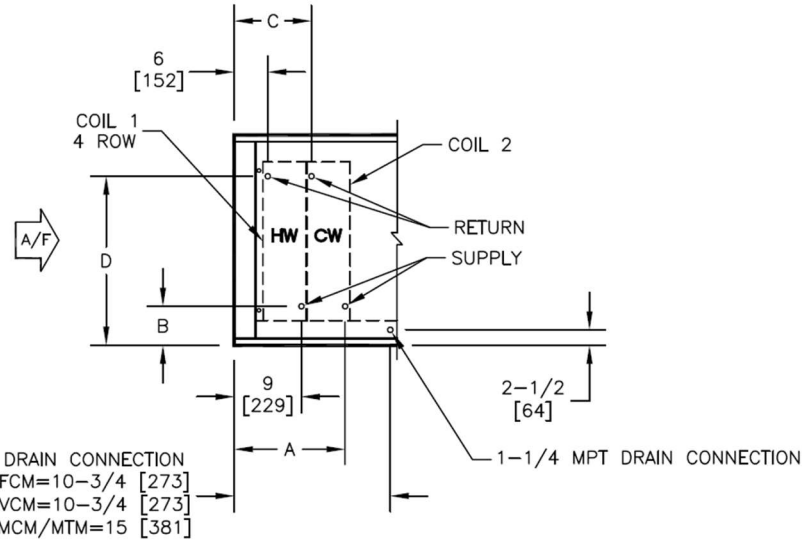 C
6
[152]
COIL 1
4 ROW
COIL 2
A/F
D
HW
CW
RETURN
SUPPLY
B
9
[229]
2-1/2
[64]
A
DRAIN CONNECTION
FCM=10-3/4 [273]
VCM=10-3/4 [273]
MCM/MTM=15 [381]
1-1/4 MPT DRAIN CONNECTION